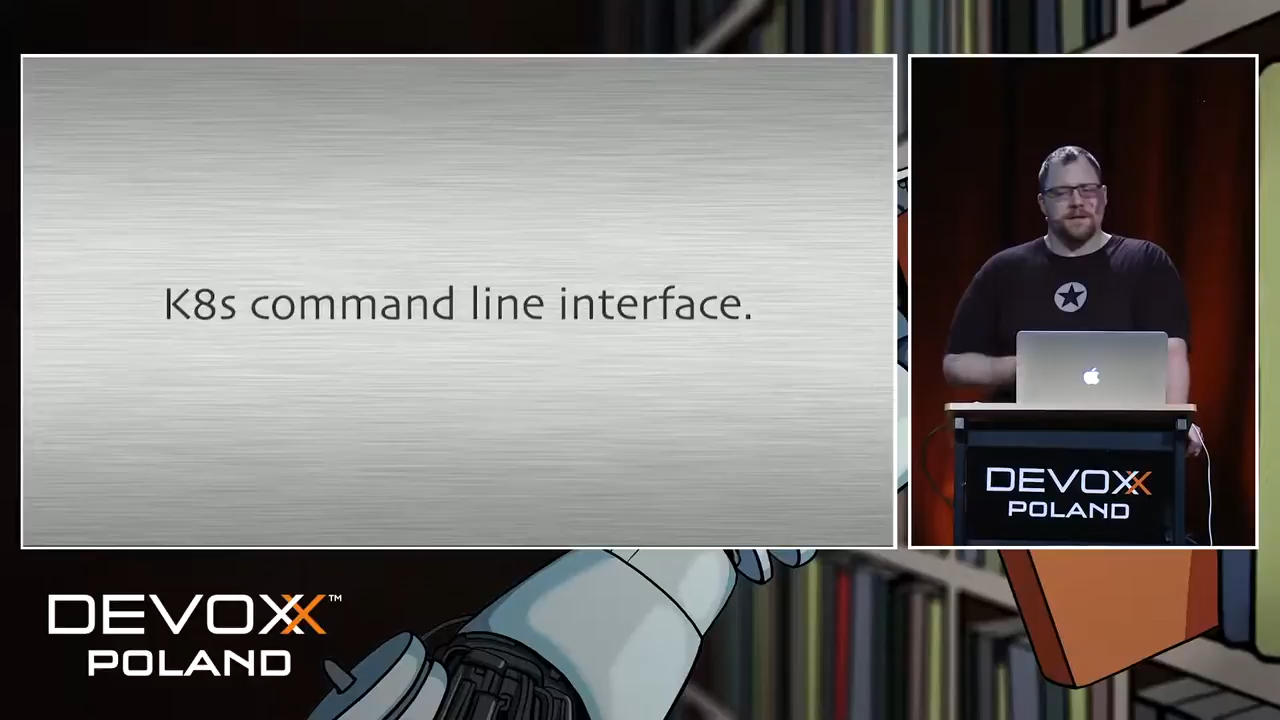 K8s command line interface.
DEVOXX
POLAND
DEVOXX™
POLAND